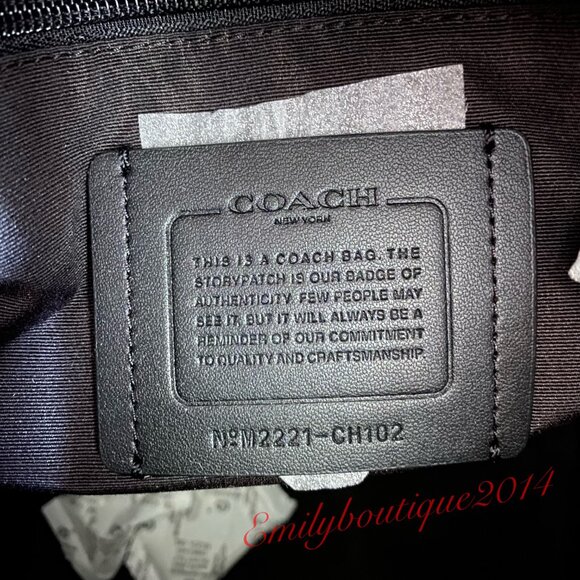 COACH
NEW YORK
THIS IS A COACH BAG. THE
STORYPATCH IS OUR BADGE OF
AUTHENTICITY. FEW PEOPLE MAY
SEE IT, BUT IT WILL ALWAYS BE A
REMINDER OF OUR COMMITMENT
TO QUALITY AND CRAFTSMANSHIP.
NºM2221-CH102
Emilyboutique2014